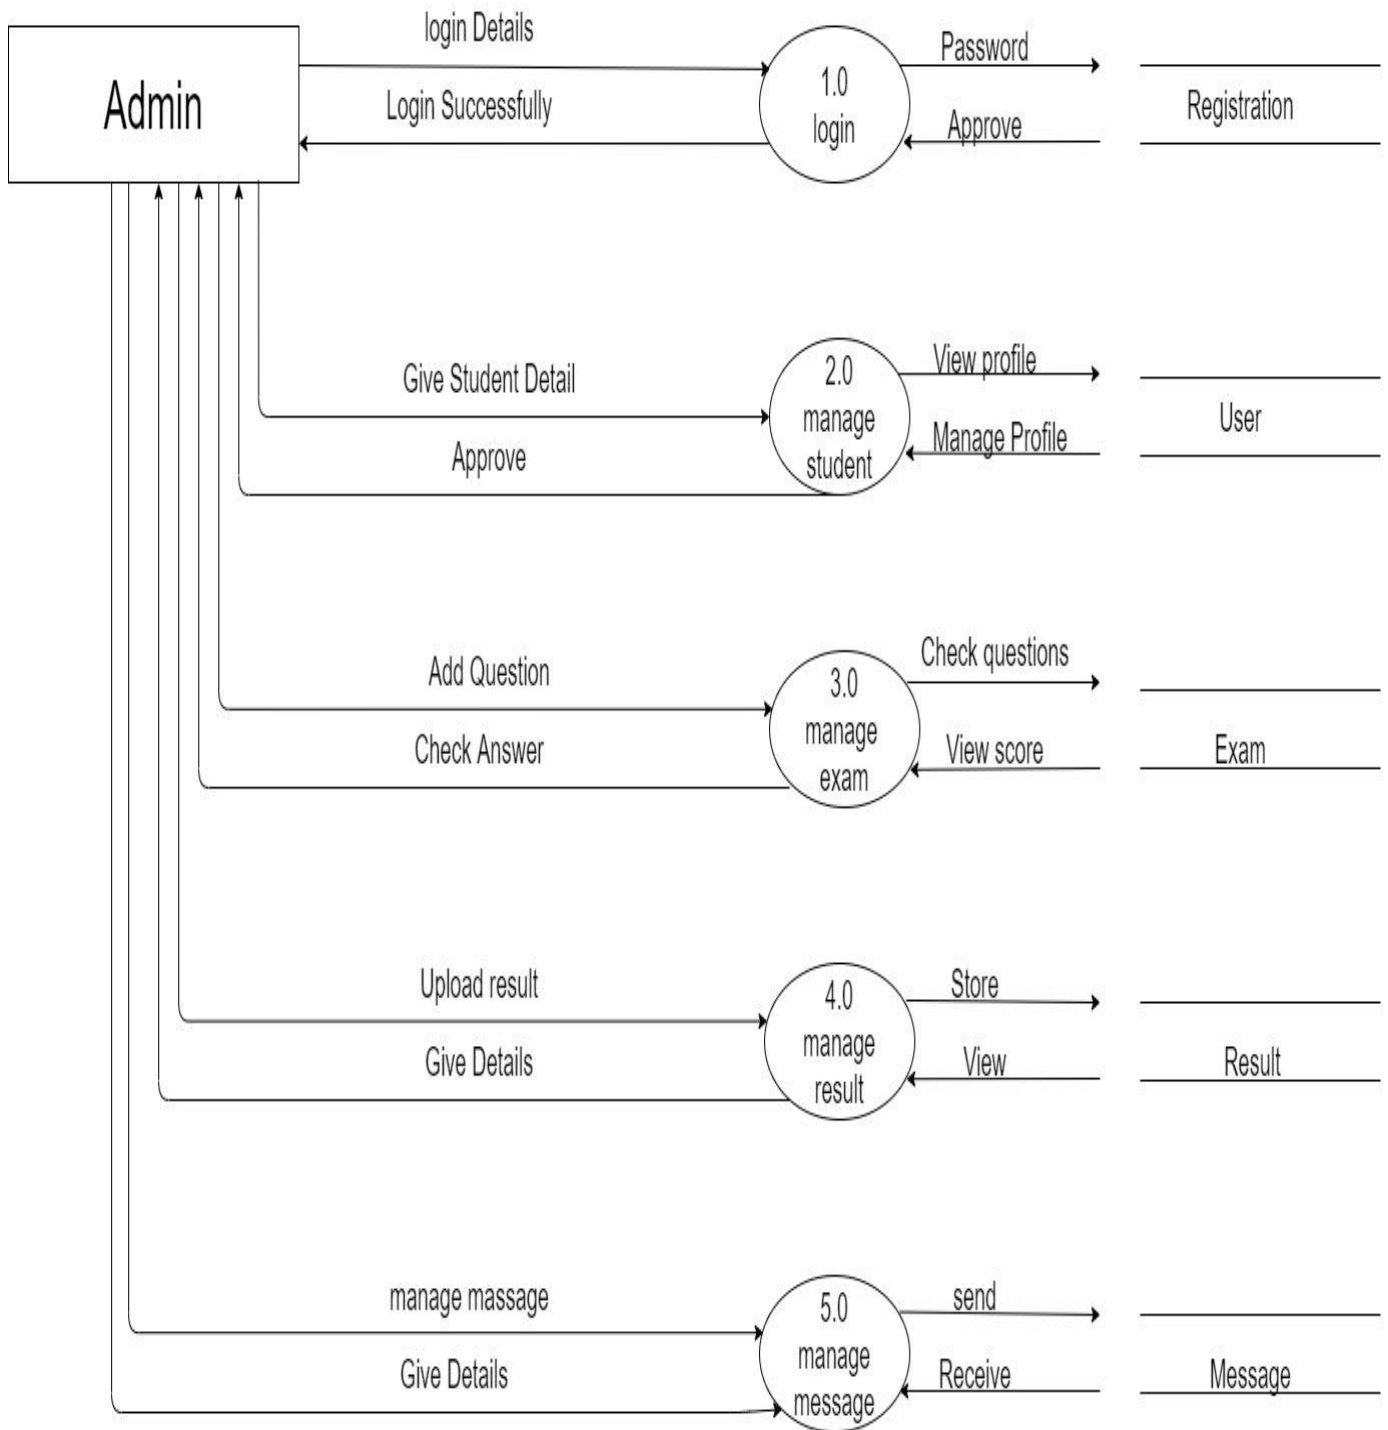 login Details
Password
Admin
Login Successfully
1.0
login
Approve
Registration
Give Student Detail
Approve
2.0
manage
student
View profile
Manage Profile
User
Add Question
Check Answer
3.0
manage
exam
Check questions
View score
Exam
Upload result
Give Details
4.0
manage
result
Store
View
Result
manage massage
Give Details
5.0
manage
message
send
Receive
Message